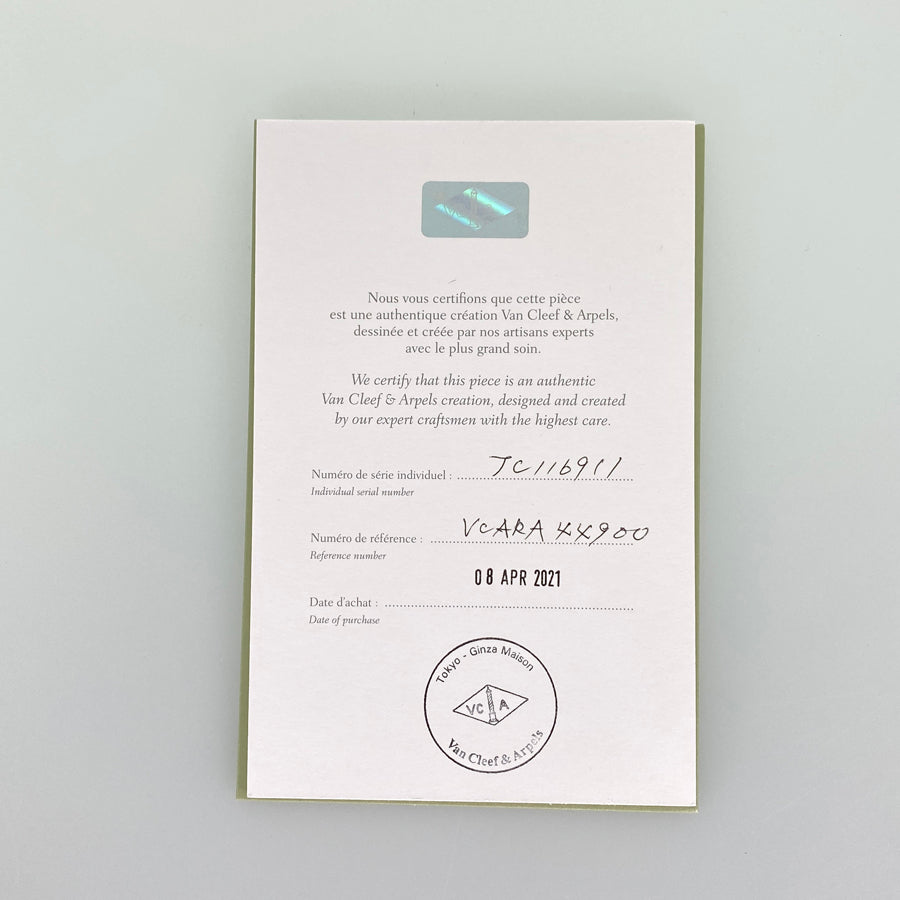 Nous vous certifions que cette pièce
est une authentique création Van Cleef & Arpels,
dessinée et créée par nos artisans experts
avec le plus grand soin.
We certify that this piece is an authentic
Van Cleef & Arpels creation, designed and created
by our expert craftsmen with the highest care.
Numéro de série individuel : JC116911
Individual serial number
Numéro de référence : VCARA 44900
Reference number
08 APR 2021
Date d'achat :
Date of purchase
Tokyo - Ginza Maison
VC A
Van Cleef & Arpels